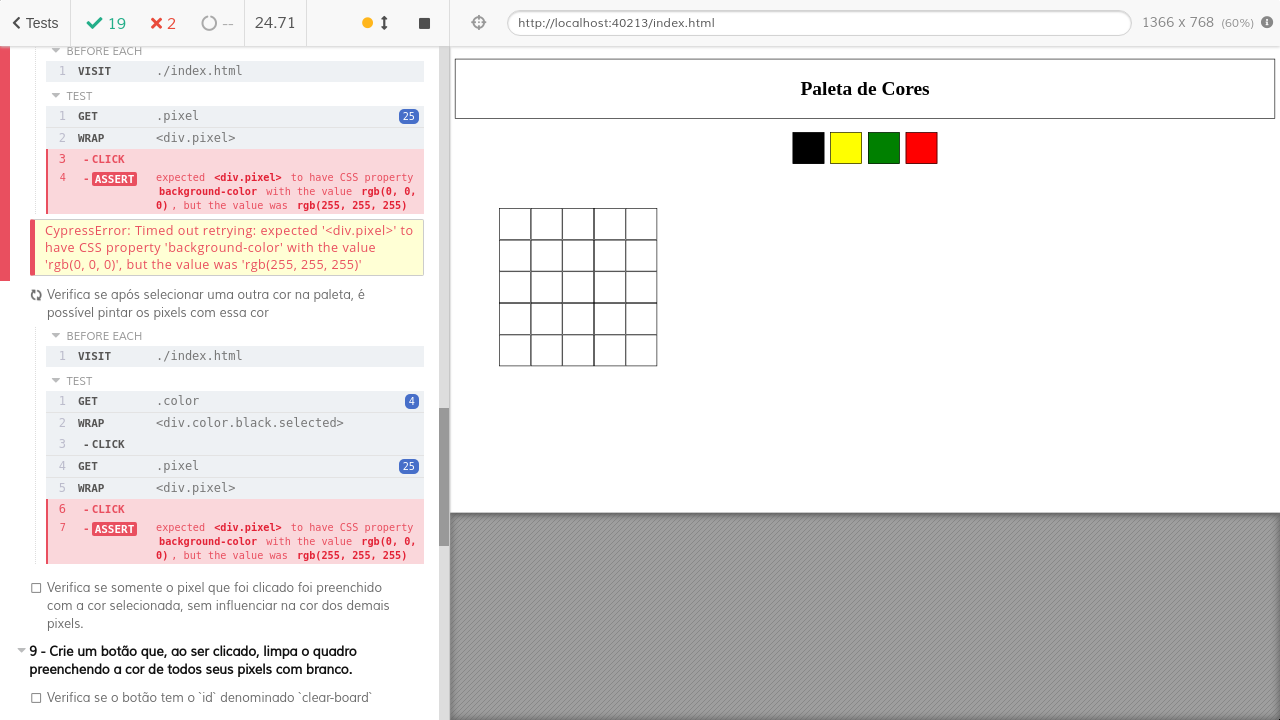 Tests
19
2
--
24.71
http://localhost:40213/index.html
1366 x 768 (60%)
BEFORE EACH
1 VISIT ./index.html
TEST
1 GET .pixel 25
2 WRAP <div.pixel>
3 - CLICK
4 - ASSERT expected <div.pixel> to have CSS property
background-color with the value rgb(0, 0,
0), but the value was rgb(255, 255, 255)
CypressError: Timed out retrying: expected '<div.pixel>' to
have CSS property 'background-color' with the value
'rgb(0, 0, 0)', but the value was 'rgb(255, 255, 255)'
Verifica se após selecionar uma outra cor na paleta, é
possível pintar os pixels com essa cor
BEFORE EACH
1 VISIT ./index.html
TEST
1 GET .color 4
2 WRAP <div.color.black.selected>
3 - CLICK
4 GET .pixel 25
5 WRAP <div.pixel>
6 - CLICK
7 - ASSERT expected <div.pixel> to have CSS property
background-color with the value rgb(0, 0,
0), but the value was rgb(255, 255, 255)
Verifica se somente o pixel que foi clicado foi preenchido
com a cor selecionada, sem influenciar na cor dos demais
pixels.
9 - Crie um botão que, ao ser clicado, limpa o quadro
preenchendo a cor de todos seus pixels com branco.
Verifica se o botão tem o `id` denominado `clear-board`
Paleta de Cores